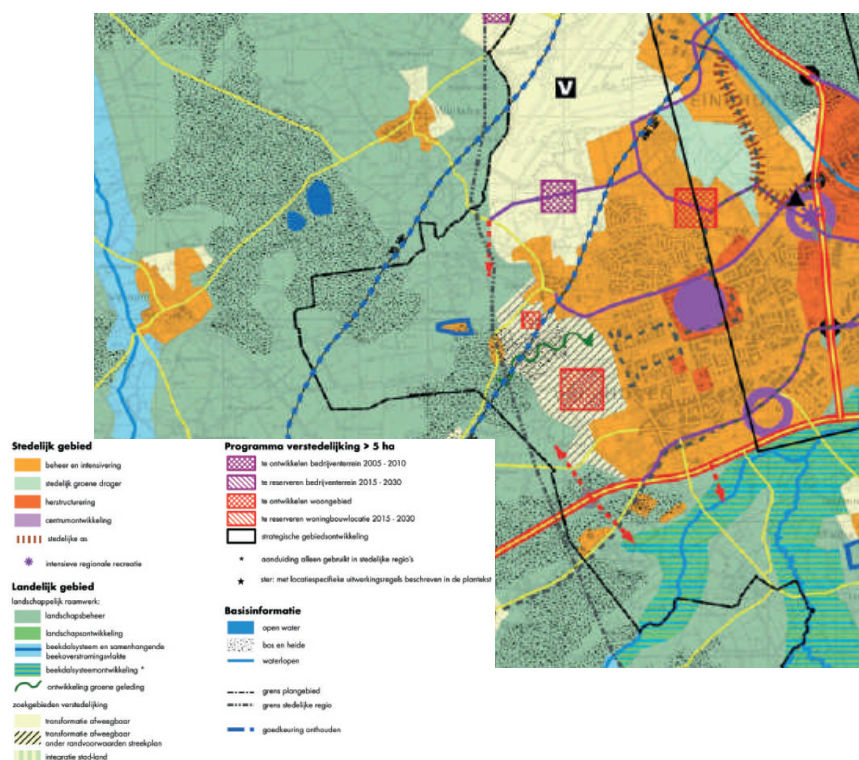 V
EINDHOVEN
Stedelijk gebied
beheer en intensivering
stedelijk groene drager
herstructurering
centrumontwikkeling
stedelijke as
intensieve regionale recreatie
Landelijk gebied
landschappelijk raamwerk:
landschapsbeheer
landschapsontwikkeling
beekdalsysteem en samenhangende
beekoverstromingsvlakte
beekdalsysteemontwikkeling *
ontwikkeling groene geleding
zoekgebieden verstedelijking
transformatie afweegbaar
transformatie afweegbaar
onder randvoorwaarden streekplan
integratie stad-land
Programma verstedelijking > 5 ha
te ontwikkelen bedrijventerrein 2005 - 2010
te reserveren bedrijventerrein 2015 - 2030
te ontwikkelen woongebied
te reserveren woningbouwlocatie 2015 - 2030
strategische gebiedsontwikkeling
* aanduiding alleen gebruikt in stedelijke regio's
★ ster: met locatiespecifieke uitwerkingsregels beschreven in de plantekst
Basisinformatie
open water
bos en heide
waterlopen
grens plangebied
grens stedelijke regio
goedkeuring onthouden